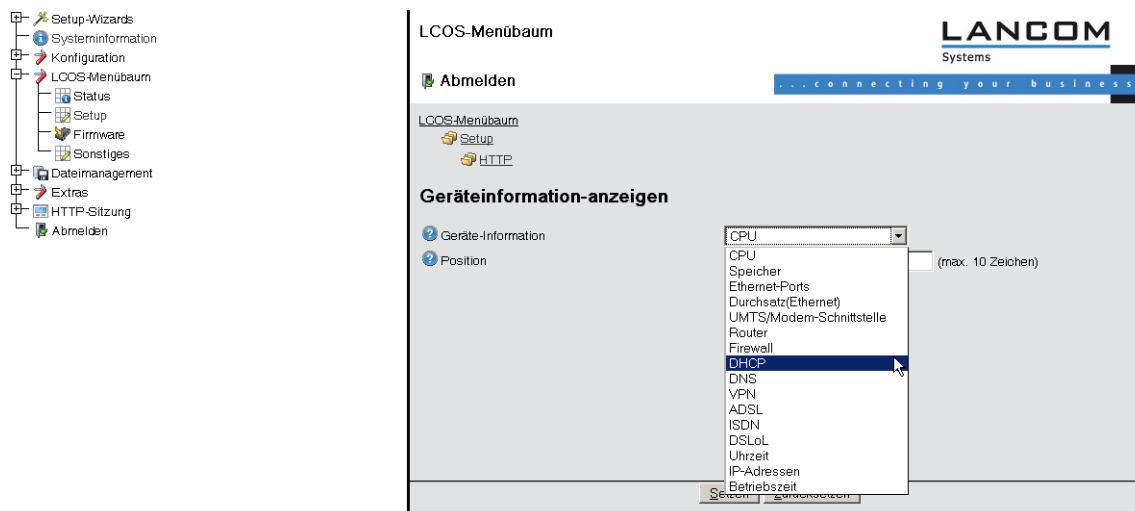 Setup-Wizards
Systeminformation
Konfiguration
LCOS-Menübaum
Status
Setup
Firmware
Sonstiges
Dateimanagement
Extras
HTTP-Sitzung
Abmelden
LCOS-Menübaum
LANCOM
Systems
Abmelden
...connecting your business
LCOS-Menübaum
Setup
HTTP
Geräteinformation-anzeigen
Geräte-Information CPU
Position (max. 10 Zeichen)
CPU
Speicher
Ethernet-Ports
Durchsatz(Ethernet)
UMTS/Modem-Schnittstelle
Router
Firewall
DHCP
DNS
VPN
ADSL
ISDN
DSLoL
Uhrzeit
IP-Adressen
Betriebszeit
Setzen Zurücksetzen